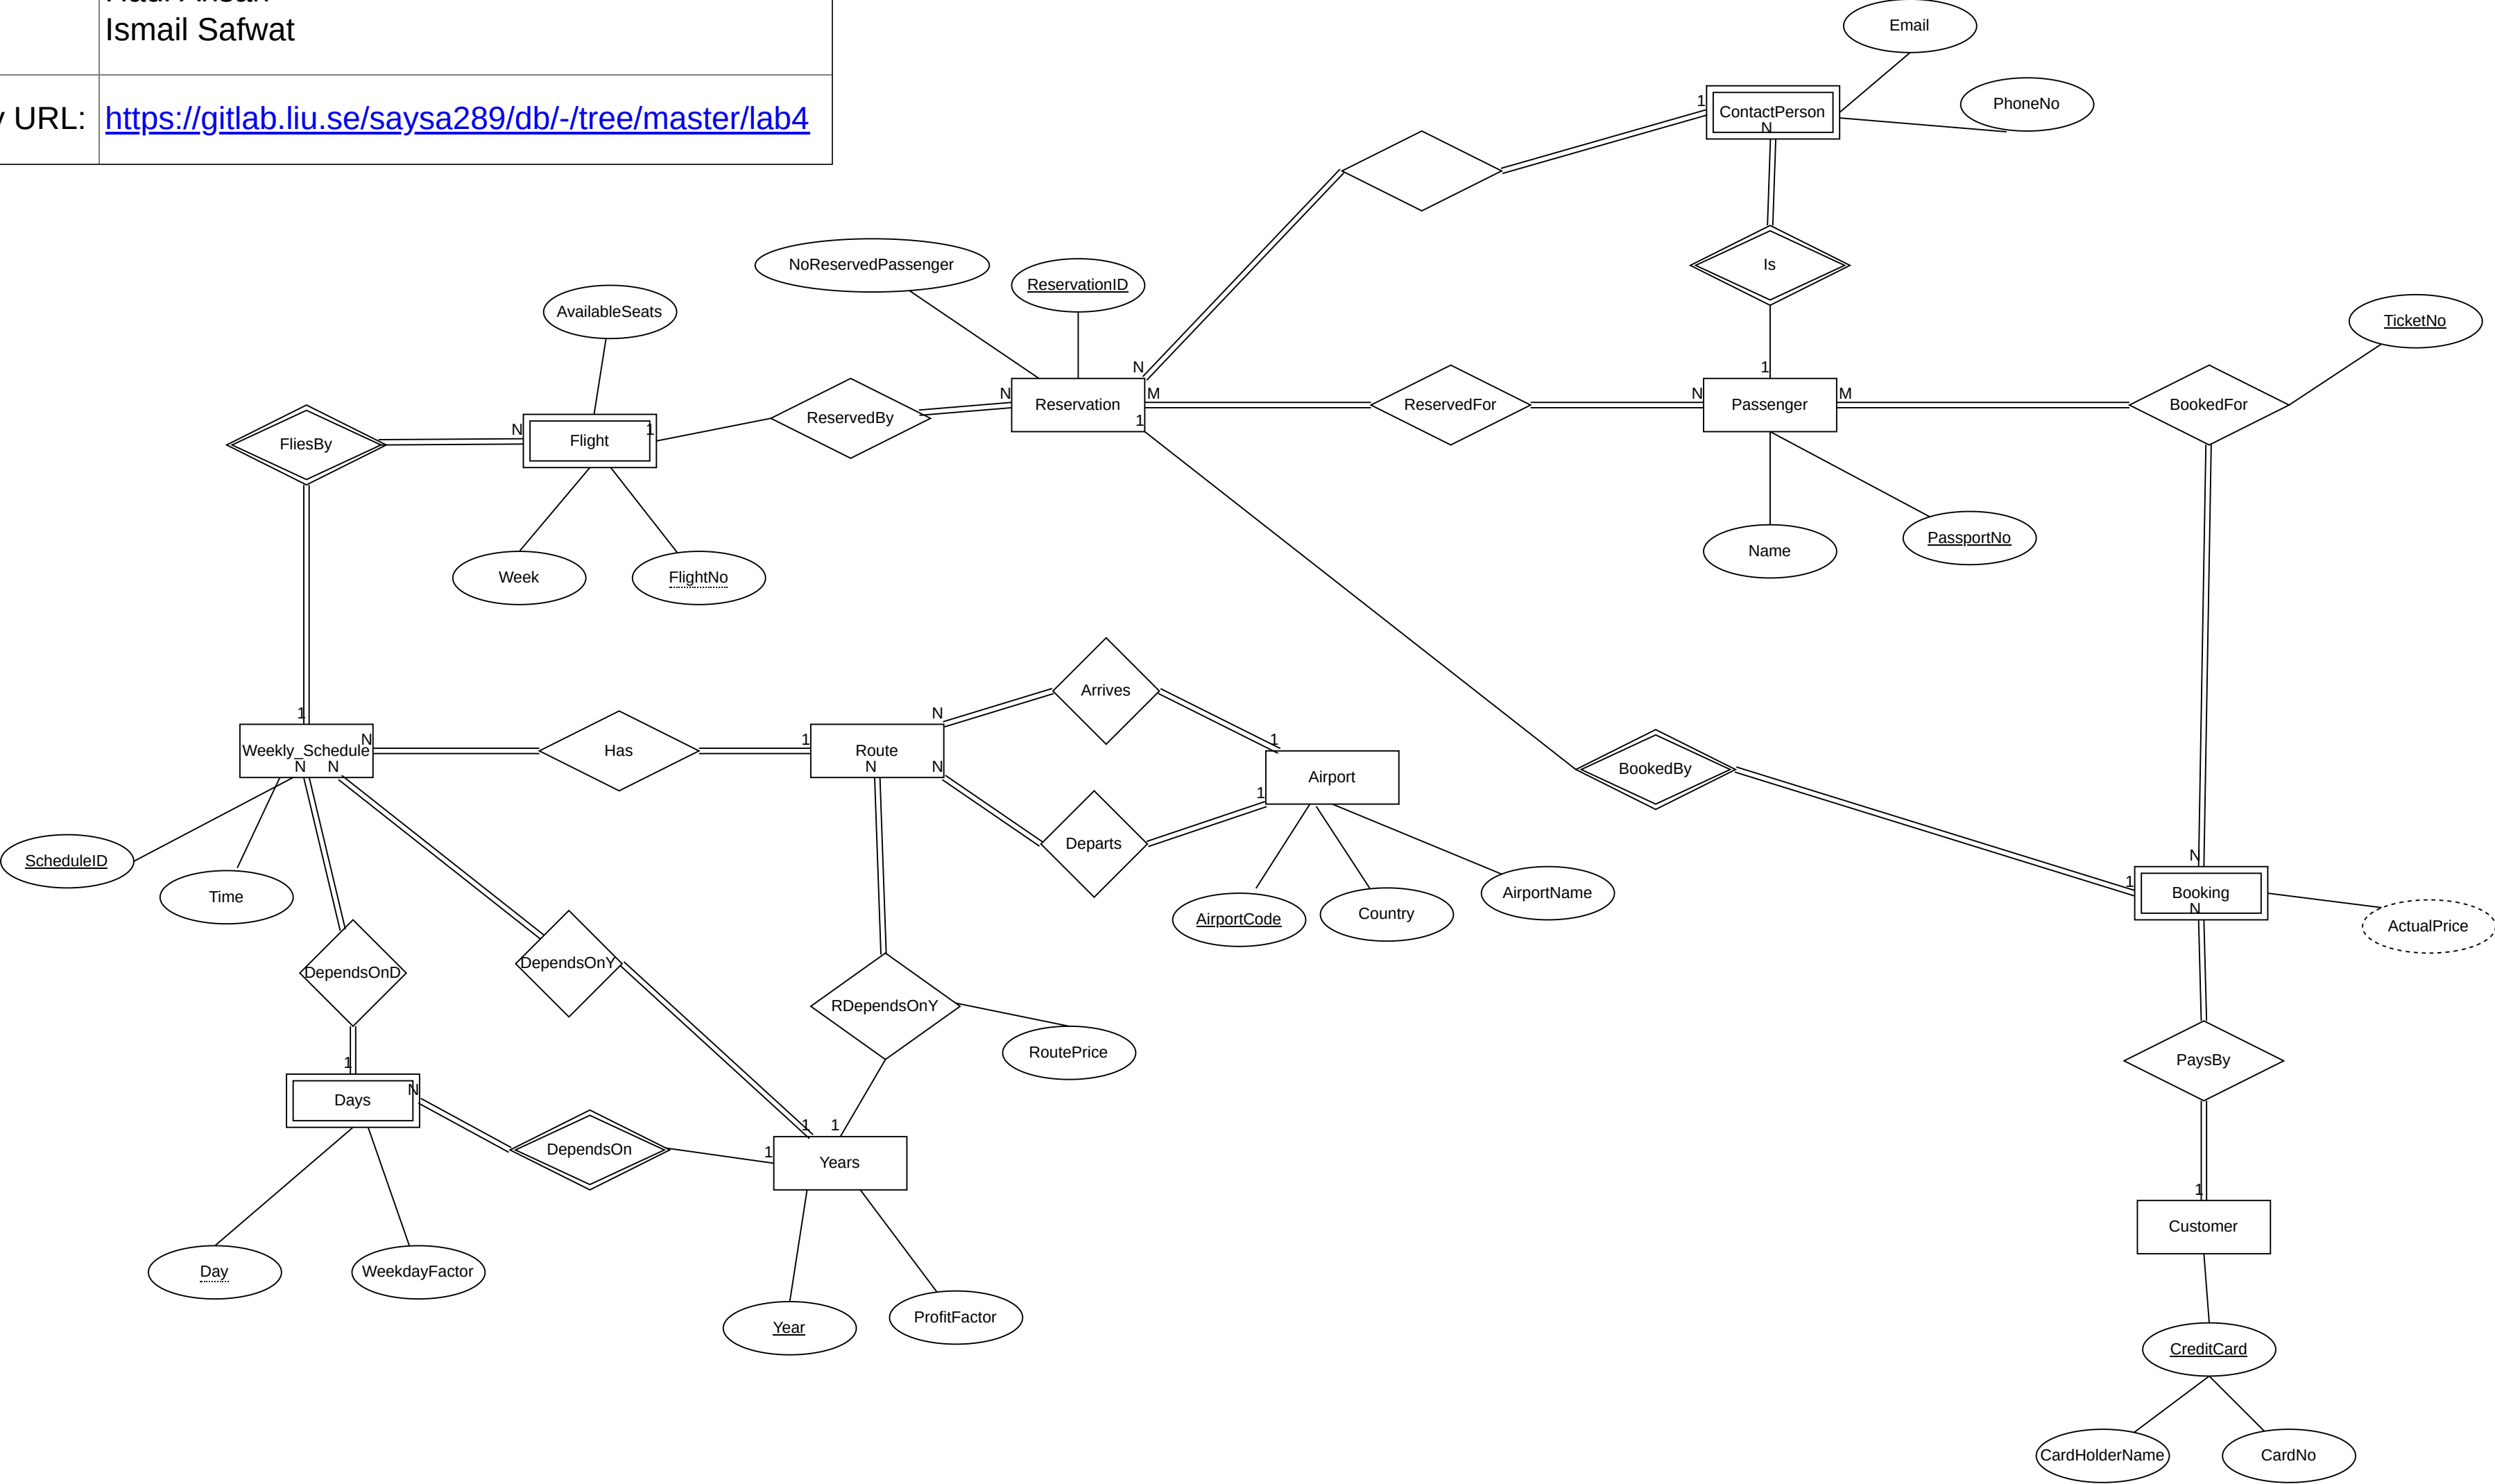 Ismail Safwat
URL:
https://gitlab.liu.se/saysa289/db/-/tree/master/lab4
Email
PhoneNo
1
ContactPerson
N
NoReservedPassenger
ReservationID
Is
AvailableSeats
TicketNo
N
1
N
M
N
M
Reservation
ReservedFor
Passenger
BookedFor
ReservedBy
1
N
1
Flight
FliesBy
Week
FlightNo
Name
PassportNo
Arrives
1
N
N
1
1
Weekly_Schedule
Has
Route
N
N
N
N
Airport
BookedBy
1
Departs
ScheduleID
Time
AirportCode
Country
AirportName
N
1
Booking
N
ActualPrice
DependsOnD
DependsOnY
RDependsOnY
RoutePrice
PaysBy
1
N
Days
1
1
DependsOn
1
Years
1
Customer
Day
WeekdayFactor
Year
ProfitFactor
CreditCard
CardHolderName
CardNo